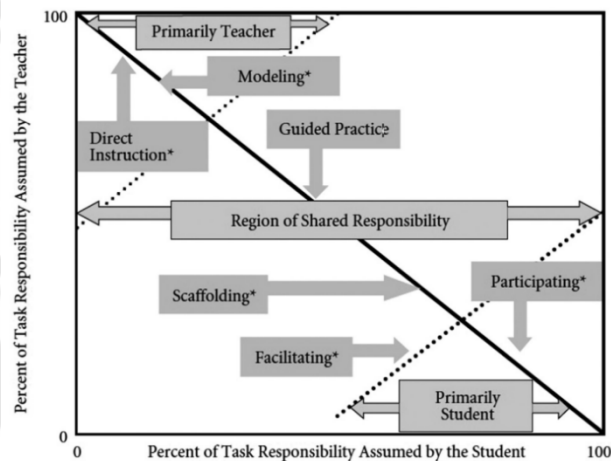 100
Primarily Teacher
Modeling*
Guided Practice
Direct
Instruction*
Region of Shared Responsibility
Scaffolding*
Participating*
Facilitating*
Primarily
Student
0
0
100
Percent of Task Responsibility Assumed by the Teacher
Percent of Task Responsibility Assumed by the Student